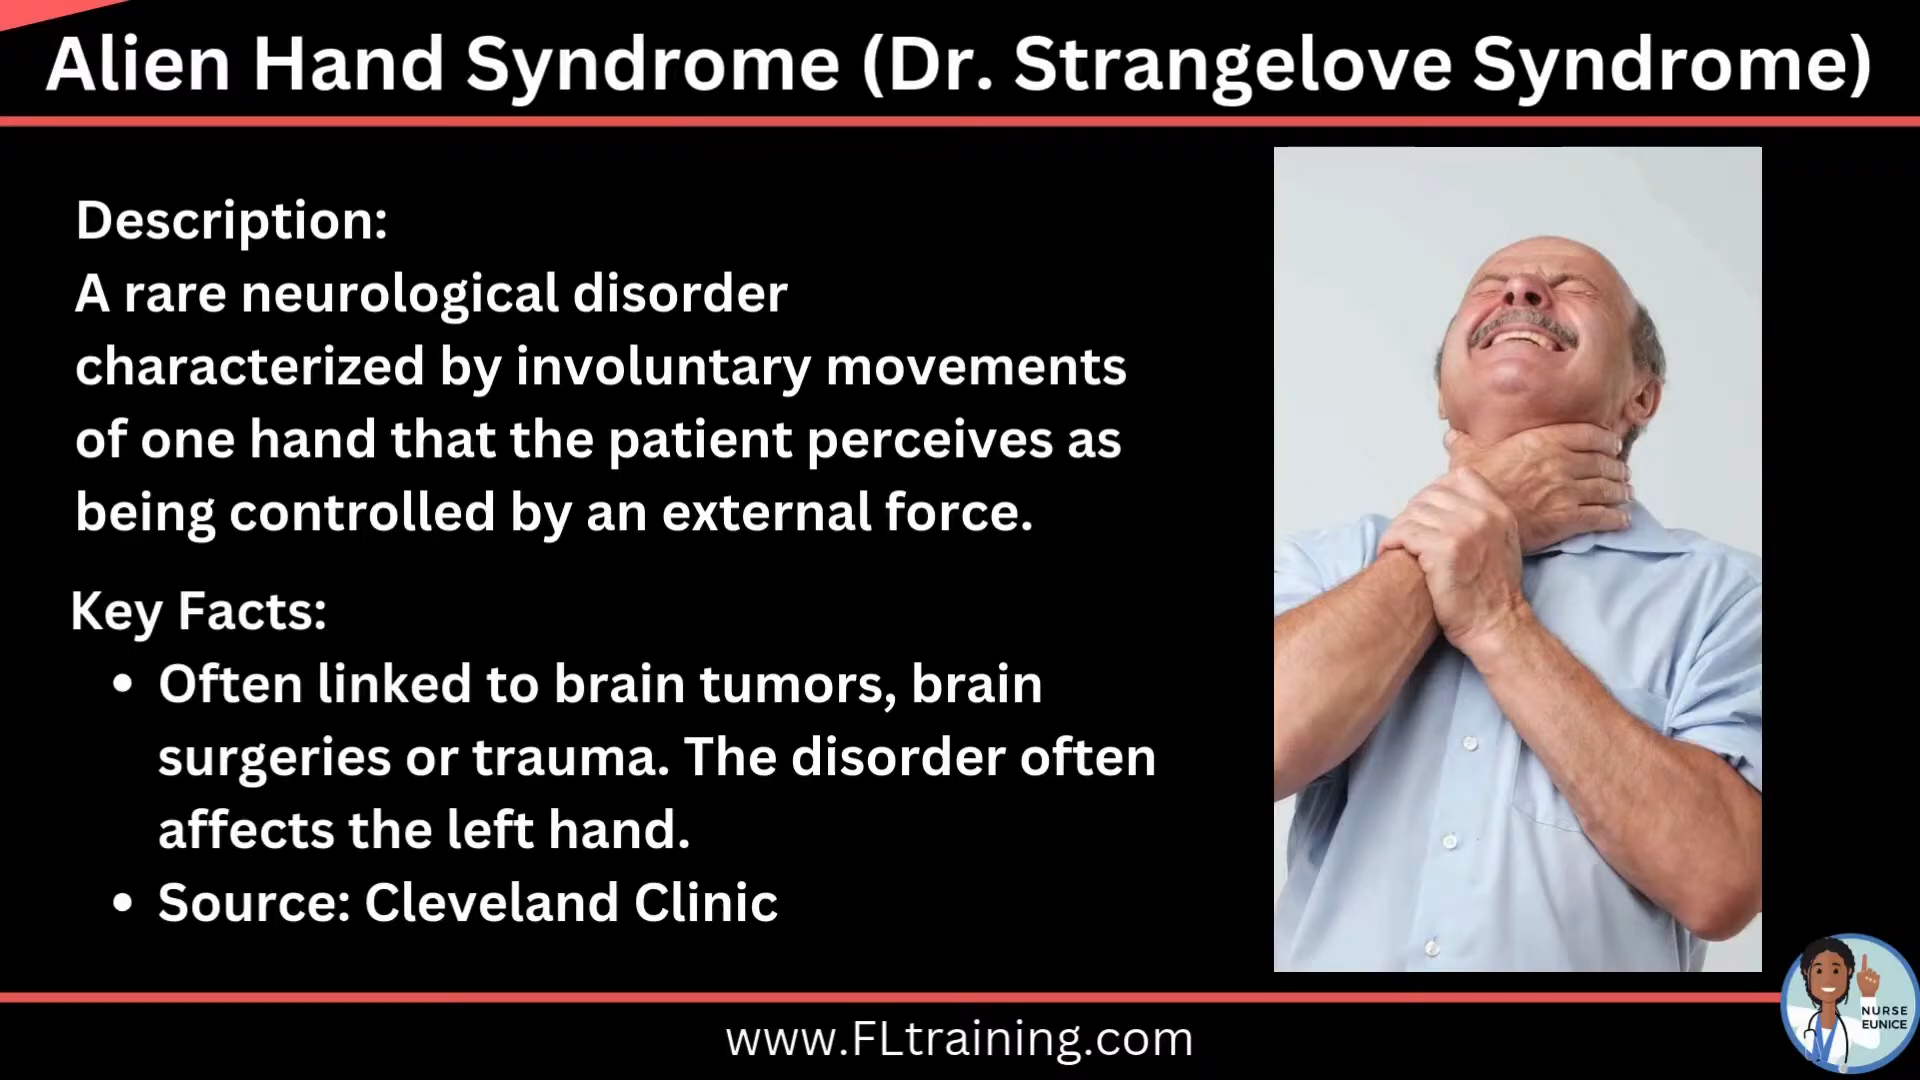 Alien Hand Syndrome (Dr. Strangelove Syndrome)
Description:
A rare neurological disorder
characterized by involuntary movements
of one hand that the patient perceives as
being controlled by an external force.
Key Facts:
• Often linked to brain tumors, brain
surgeries or trauma. The disorder often
affects the left hand.
• Source: Cleveland Clinic
www.FLtraining.com
NURSE
EUNICE